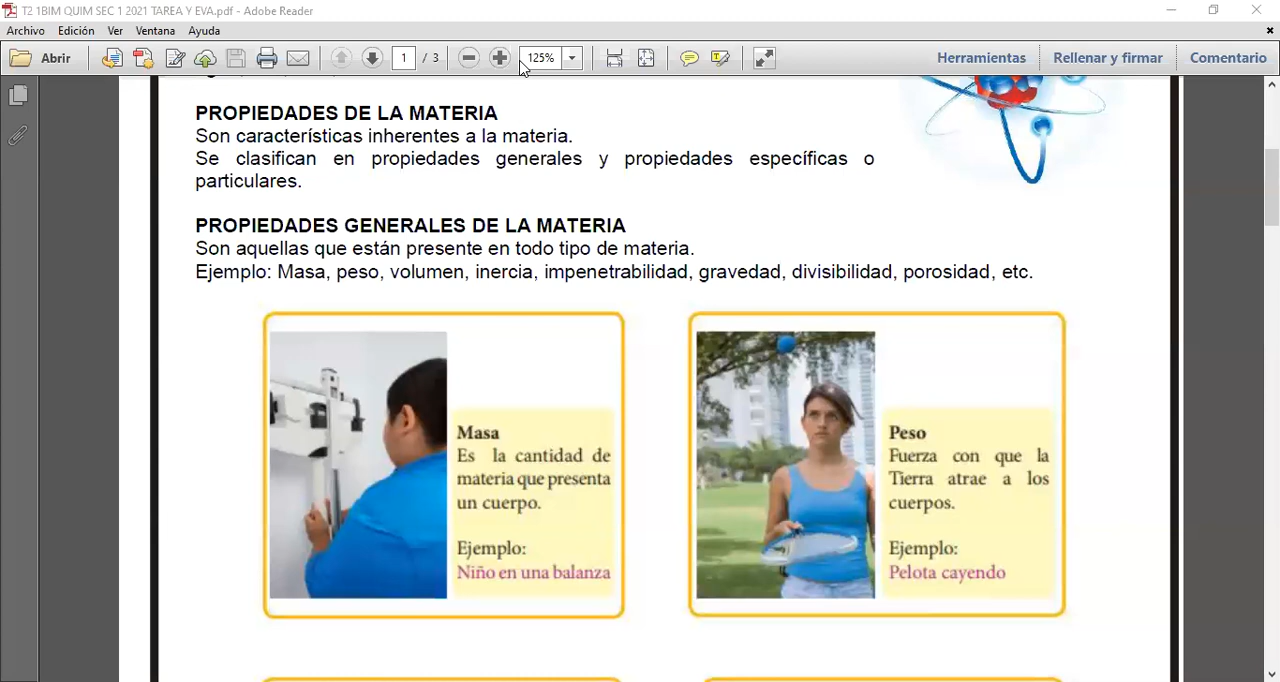 T2 1BIM QUIM SEC 1 2021 TAREA Y EVA.pdf - Adobe Reader
Archivo Edición Ver Ventana Ayuda
Abrir 1 / 3 125% Herramientas Rellenar y firmar Comentario
PROPIEDADES DE LA MATERIA
Son características inherentes a la materia.
Se clasifican en propiedades generales y propiedades específicas o
particulares.
PROPIEDADES GENERALES DE LA MATERIA
Son aquellas que están presente en todo tipo de materia.
Ejemplo: Masa, peso, volumen, inercia, impenetrabilidad, gravedad, divisibilidad, porosidad, etc.
Masa
Es la cantidad de
materia que presenta
un cuerpo.
Ejemplo:
Niño en una balanza
Peso
Fuerza con que la
Tierra atrae a los
cuerpos.
Ejemplo:
Pelota cayendo